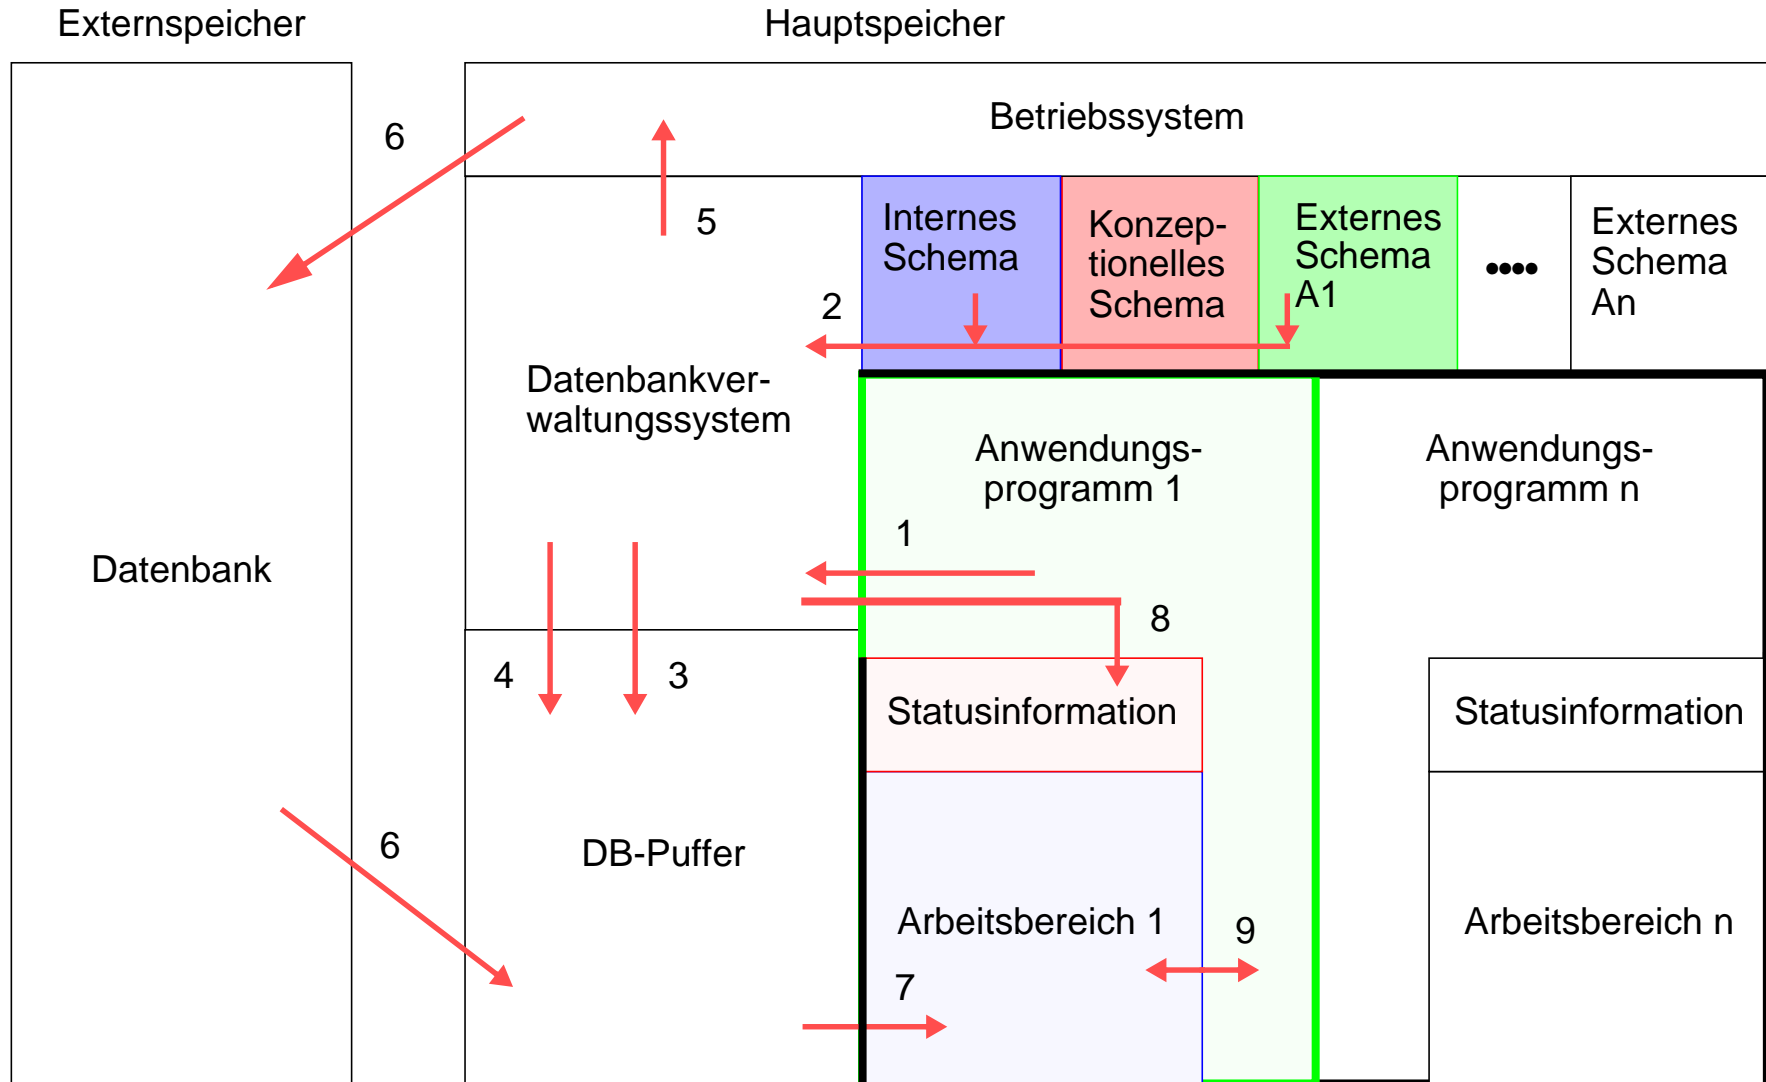 Externspeicher
Hauptspeicher
Betriebssystem
6
5
Internes
Schema
Konzep-
tionelles
Schema
Externes
Schema
A1
Externes
Schema
An
2
Datenbankver-
waltungssystem
Anwendungs-
programm 1
Anwendungs-
programm n
1
Datenbank
8
4
3
Statusinformation
Statusinformation
6
DB-Puffer
Arbeitsbereich 1
9
Arbeitsbereich n
7